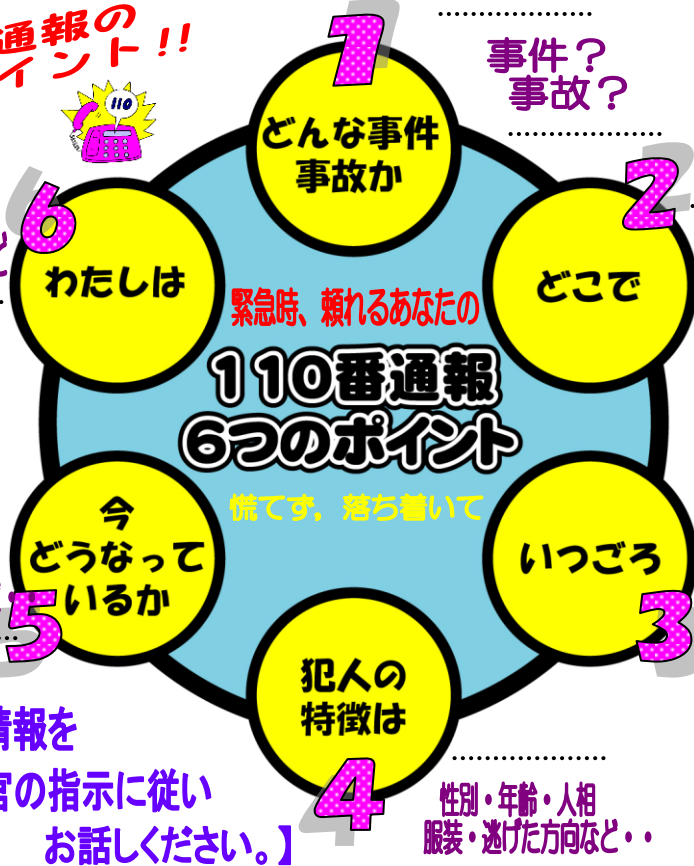 通報の
イント!!
110
1
事件?
事故?
どんな事件
事故か
2
どこで
6
わたしは
緊急時、頼れるあなたの
110番通報
6つのポイント
慌てず，落ち着いて
今
どうなって
いるか
5
いつごろ
3
犯人の
特徴は
4
情報を
官の指示に従い
お話しください。】
性別・年齢・人相
服装・逃げた方向など・・